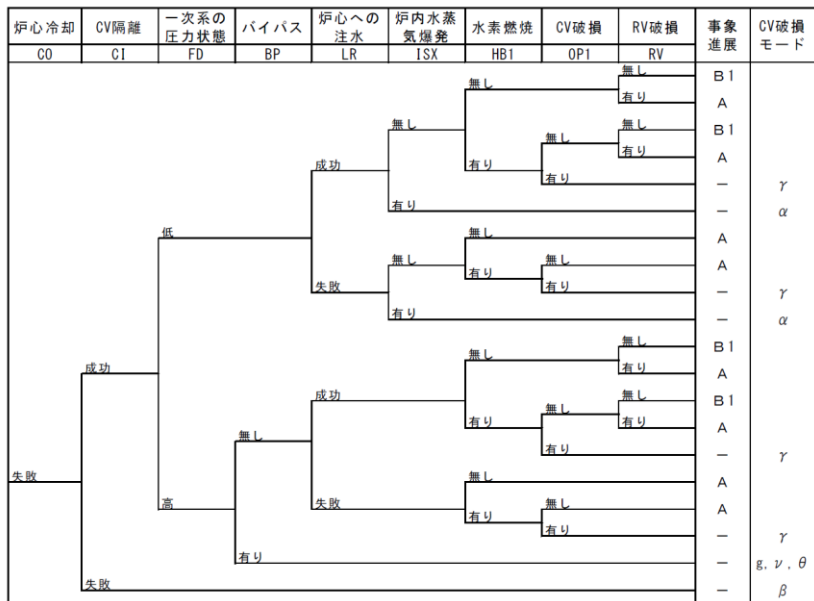 炉心冷却 CV隔離 一次系の圧力状態 バイパス 炉心への注水 炉内水蒸気爆発 水素燃焼 CV破損 RV破損 事象進展 CV破損モード
CO CI FD BP LR ISX HB1 OP1 RV
無し B1
無し
有り A
無し
無し B1
無し
有り A
成功
有り
有り － γ
有り － α
低
無し A
無し
無し A
有り
失敗
有り － γ
有り － α
無し B1
無し
成功
有り A
成功
無し B1
無し
有り
有り A
無し
有り － γ
失敗
無し A
高
失敗
無し A
有り
有り － γ
有り － g, ν, θ
失敗 － β